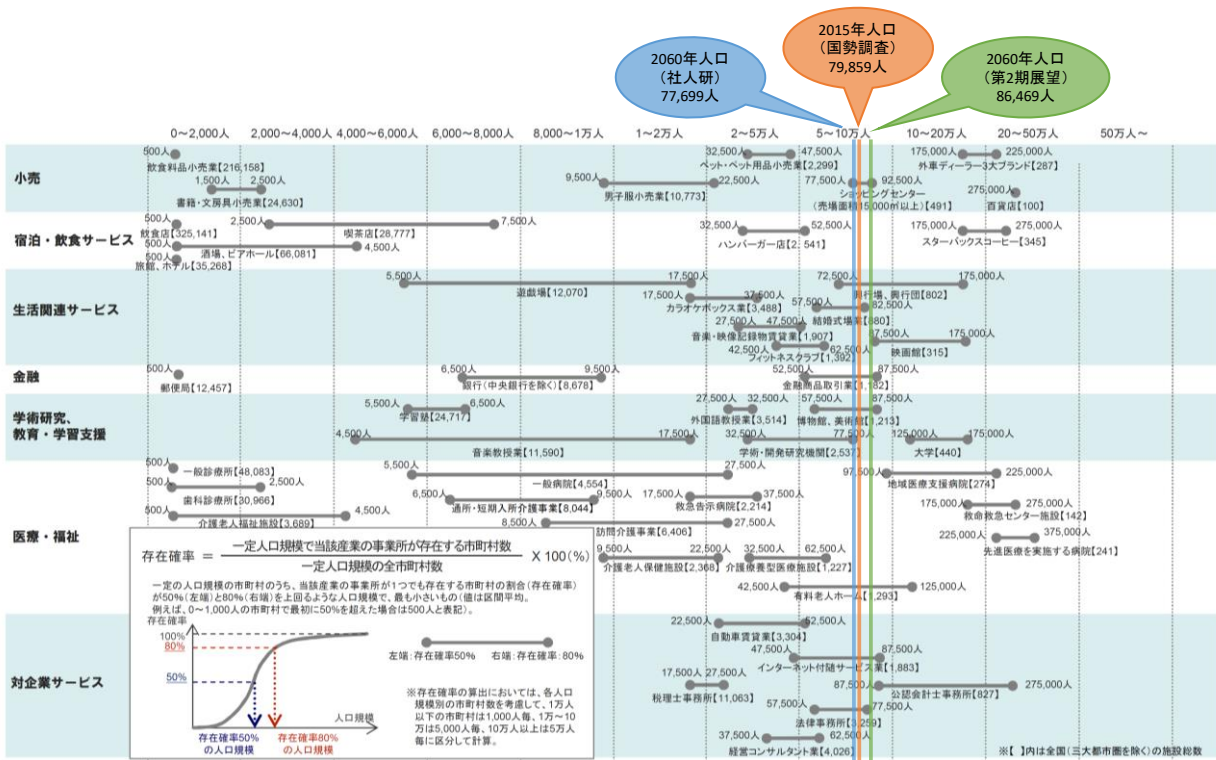 2015年人口
（国勢調査）
79,859人
2060年人口
（社人研）
77,699人
2060年人口
（第2期展望）
86,469人
0～2,000人
2,000～4,000人
4,000～6,000人
6,000～8,000人
8,000～1万人
1～2万人
2～5万人
5～10万人
10～20万人
20～50万人
50万人～
小売
500人
飲食料品小売業【216,158】
1,500人
2,500人
書籍・文房具小売業【24,630】
9,500人
22,500人
男子服小売業【10,773】
32,500人
47,500人
ペット・ペット用品小売業【2,299】
77,500人
92,500人
ショッピングセンター
（売場面積15,000㎡以上）【491】
175,000人
225,000人
外車ディーラー3大ブランド【287】
275,000人
百貨店【100】
宿泊・飲食サービス
500人
飲食店【325,141】
2,500人
7,500人
喫茶店【28,777】
500人
4,500人
酒場、ビアホール【66,081】
500人
旅館、ホテル【35,268】
32,500人
52,500人
ハンバーガー店【2,541】
175,000人
275,000人
スターバックスコーヒー【345】
生活関連サービス
5,500人
17,500人
遊戯場【12,070】
17,500人
37,500人
カラオケボックス業【3,488】
27,500人
47,500人
音楽・映像記録物賃貸業【1,907】
42,500人
62,500人
フィットネスクラブ【1,392】
72,500人
175,000人
興行場、興行団【802】
57,500人
82,500人
結婚式場業【880】
87,500人
175,000人
映画館【315】
金融
500人
郵便局【12,457】
6,500人
9,500人
銀行（中央銀行を除く）【8,678】
52,500人
87,500人
金融商品取引業【1,182】
学術研究、
教育・学習支援
5,500人
6,500人
学習塾【24,717】
4,500人
17,500人
音楽教授業【11,590】
27,500人
32,500人
外国語教授業【3,514】
57,500人
87,500人
博物館、美術館【1,213】
32,500人
77,500人
学術・開発研究機関【2,537】
125,000人
175,000人
大学【440】
医療・福祉
500人
一般診療所【48,083】
500人
2,500人
歯科診療所【30,966】
500人
4,500人
介護老人福祉施設【3,689】
5,500人
27,500人
一般病院【4,554】
6,500人
9,500人
通所・短期入所介護事業【8,044】
17,500人
37,500人
救急告示病院【2,214】
8,500人
27,500人
訪問介護事業【6,406】
9,500人
22,500人
介護老人保健施設【2,368】
32,500人
62,500人
介護療養型医療施設【1,227】
42,500人
125,000人
有料老人ホーム【1,293】
97,500人
225,000人
地域医療支援病院【274】
175,000人
275,000人
救命救急センター施設【142】
225,000人
375,000人
先進医療を実施する病院【241】
対企業サービス
22,500人
52,500人
自動車賃貸業【3,304】
47,500人
87,500人
インターネット付随サービス業【1,883】
17,500人
27,500人
税理士事務所【11,063】
87,500人
275,000人
公認会計士事務所【827】
57,500人
77,500人
法律事務所【3,259】
37,500人
62,500人
経営コンサルタント業【4,026】
存在確率 ＝ 一定人口規模で当該産業の事業所が存在する市町村数
一定人口規模の全市町村数
X 100（%）
一定の人口規模の市町村のうち、当該産業の事業所が1つでも存在する市町村の割合（存在確率）
が50%（左端）と80%（右端）を上回るような人口規模で、最も小さいもの（値は区間平均。
例えば、0～1,000人の市町村で最初に50%を超えた場合は500人と表記）。
存在確率
100%
80%
50%
人口規模
存在確率50%
の人口規模
存在確率80%
の人口規模
左端：存在確率50%　右端：存在確率：80%
※存在確率の算出においては、各人口
規模別の市町村数を考慮して、1万人
以下の市町村は1,000人毎、1万～10
万は5,000人毎、10万人以上は5万人
毎に区分して計算。
※【　】内は全国（三大都市圏を除く）の施設総数